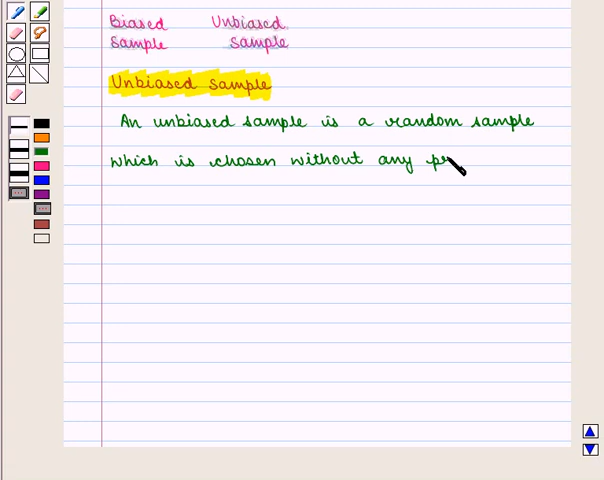 Biased Unbiased
Sample Sample
Unbiased Sample
An unbiased sample is a random sample
which is chosen without any